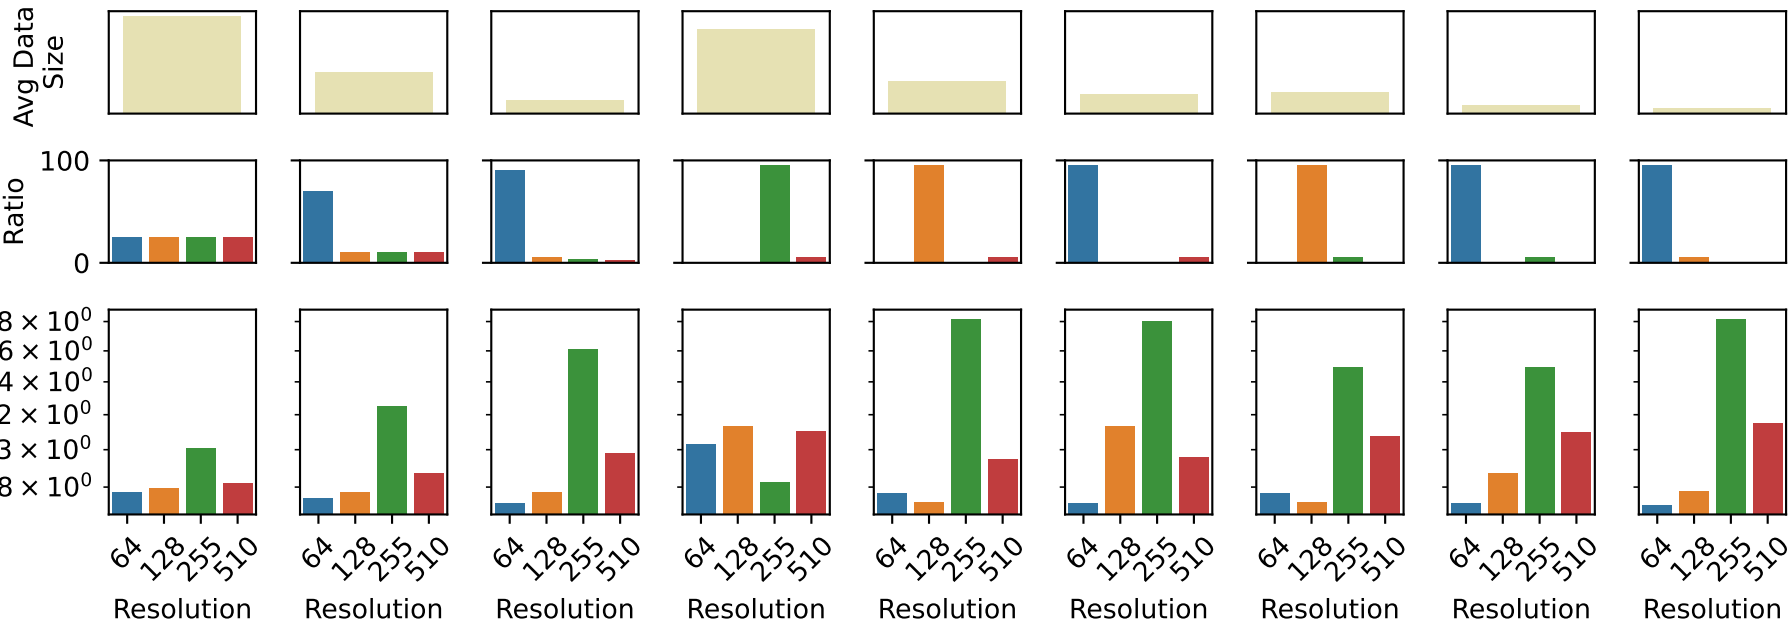 Avg Data
Size
Ratio
100
0
8 × 10⁰
6 × 10⁰
4 × 10⁰
2 × 10⁰
3 × 10⁰
8 × 10⁰
64 128 255 510 64 128 255 510 64 128 255 510 64 128 255 510 64 128 255 510 64 128 255 510 64 128 255 510 64 128 255 510 64 128 255 510
Resolution Resolution Resolution Resolution Resolution Resolution Resolution Resolution Resolution